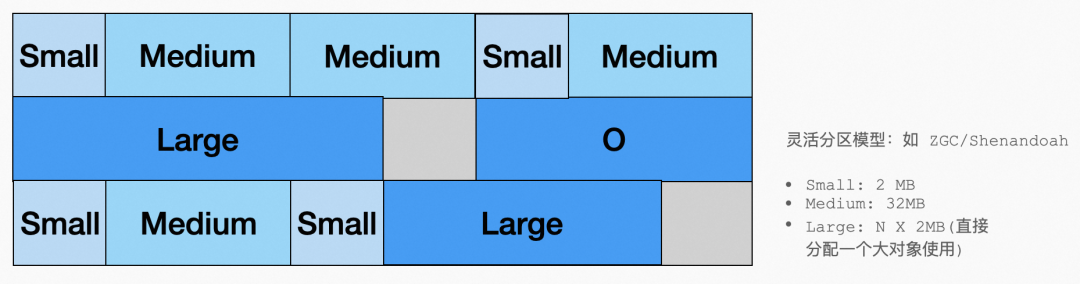 Small Medium Medium Small Medium
Large O
Small Medium Small Large
灵活分区模型：如 ZGC/Shenandoah
• Small: 2 MB
• Medium: 32MB
• Large: N X 2MB(直接
分配一个大对象使用)